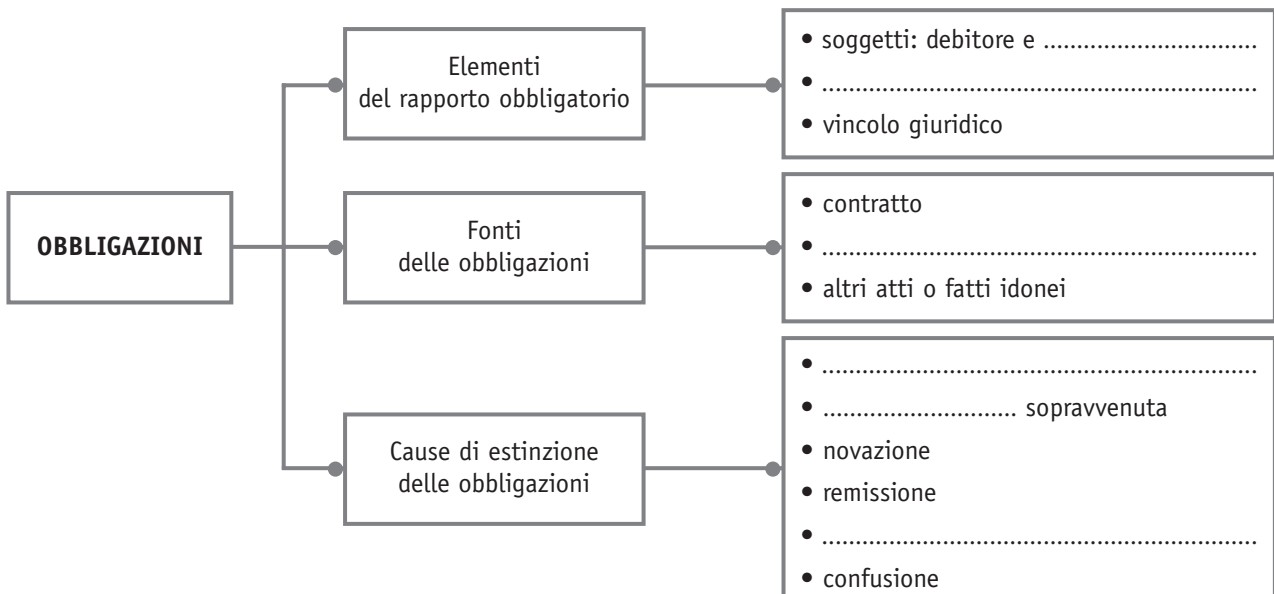 OBBLIGAZIONI
Elementi
del rapporto obbligatorio
• soggetti: debitore e ................................
• .................................................................
• vincolo giuridico
Fonti
delle obbligazioni
• contratto
• .................................................................
• altri atti o fatti idonei
Cause di estinzione
delle obbligazioni
• .................................................................
• ............................. sopravvenuta
• novazione
• remissione
• .................................................................
• confusione